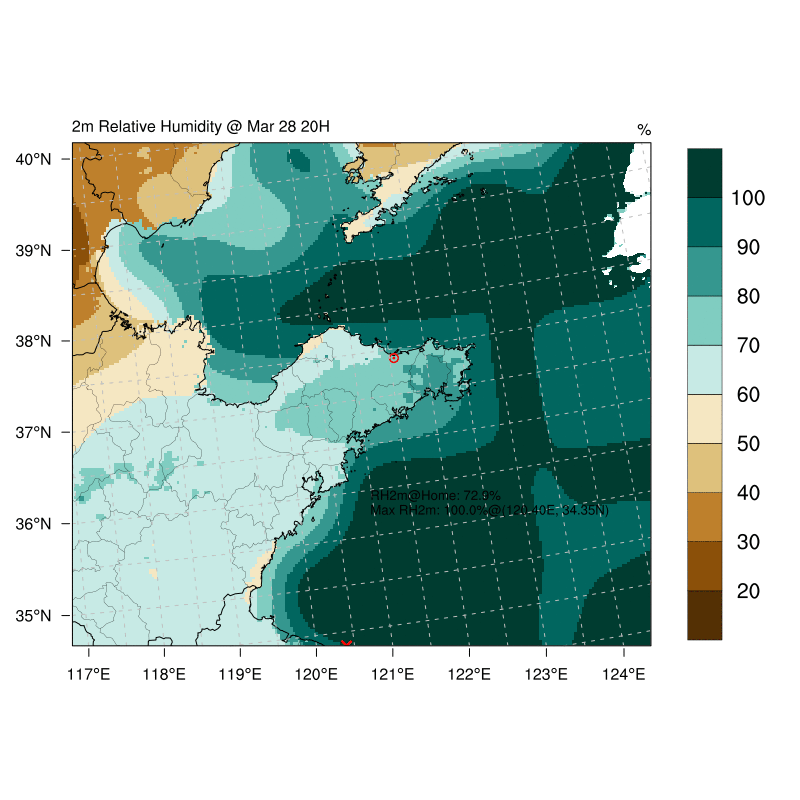 2m Relative Humidity @ Mar 28 20H
%
40°N
39°N
38°N
37°N
36°N
35°N
117°E
118°E
119°E
120°E
121°E
122°E
123°E
124°E
100
90
80
70
60
50
40
30
20
RH2m@Home: 72.9%
Max RH2m: 100.0%@(120.40E, 34.35N)